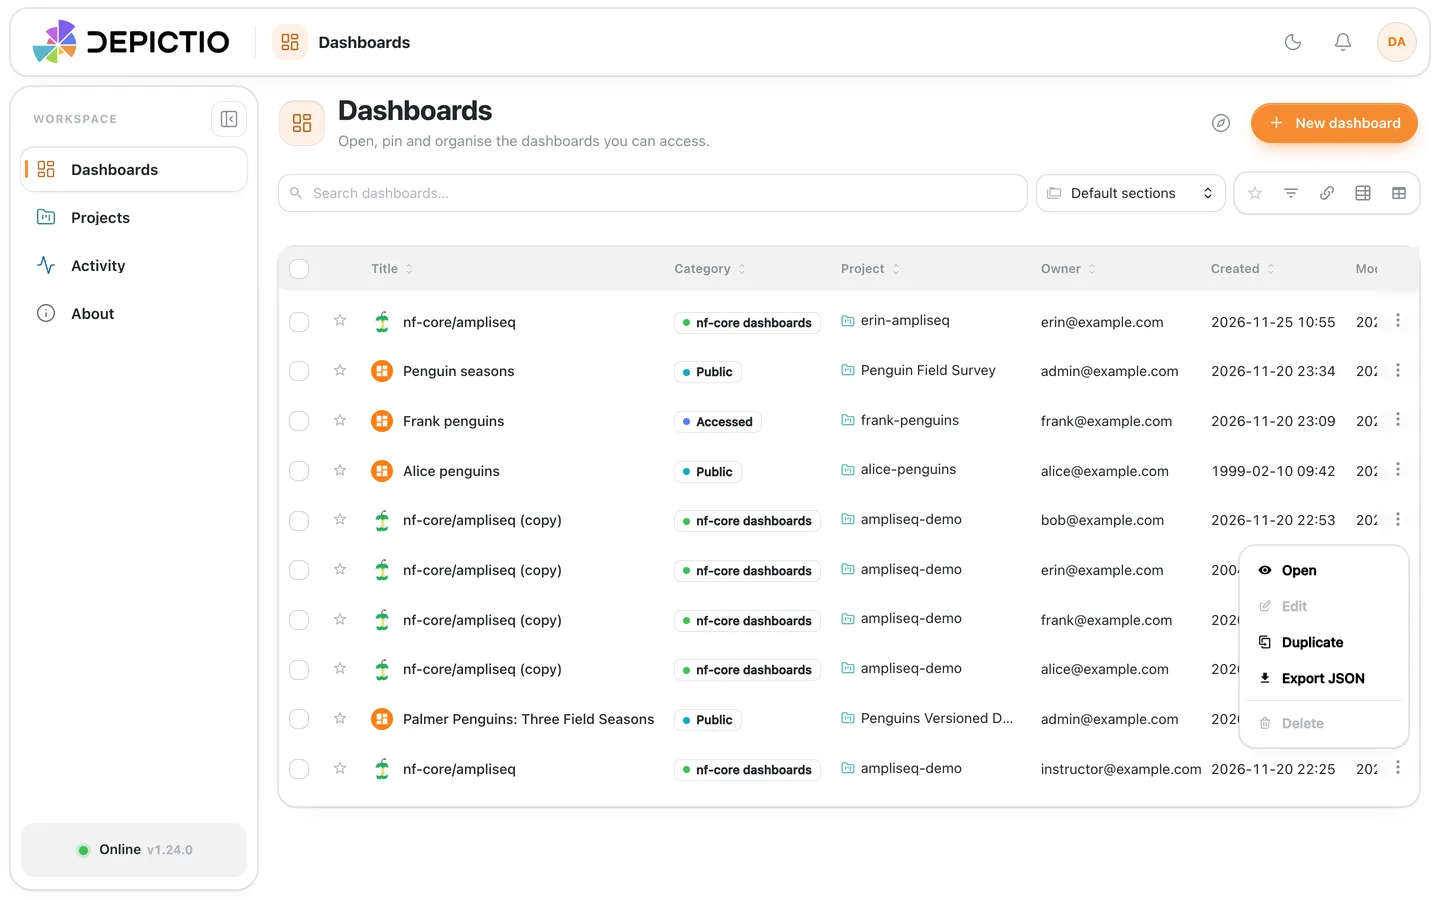 DEPICTIO
Dashboards
DA
WORKSPACE
Dashboards
Projects
Activity
About
Online v1.24.0
Dashboards
Open, pin and organise the dashboards you can access.
New dashboard
Search dashboards...
Default sections
Title Category Project Owner Created
nf-core/ampliseq nf-core dashboards erin-ampliseq erin@example.com 2026-11-25 10:55
Penguin seasons Public Penguin Field Survey admin@example.com 2026-11-20 23:34
Frank penguins Accessed frank-penguins frank@example.com 2026-11-20 23:09
Alice penguins Public alice-penguins alice@example.com 1999-02-10 09:42
nf-core/ampliseq (copy) nf-core dashboards ampliseq-demo bob@example.com 2026-11-20 22:53
nf-core/ampliseq (copy) nf-core dashboards ampliseq-demo erin@example.com
nf-core/ampliseq (copy) nf-core dashboards ampliseq-demo frank@example.com
nf-core/ampliseq (copy) nf-core dashboards ampliseq-demo alice@example.com
Palmer Penguins: Three Field Seasons Public Penguins Versioned D... admin@example.com
nf-core/ampliseq nf-core dashboards ampliseq-demo instructor@example.com 2026-11-20 22:25
Open
Edit
Duplicate
Export JSON
Delete